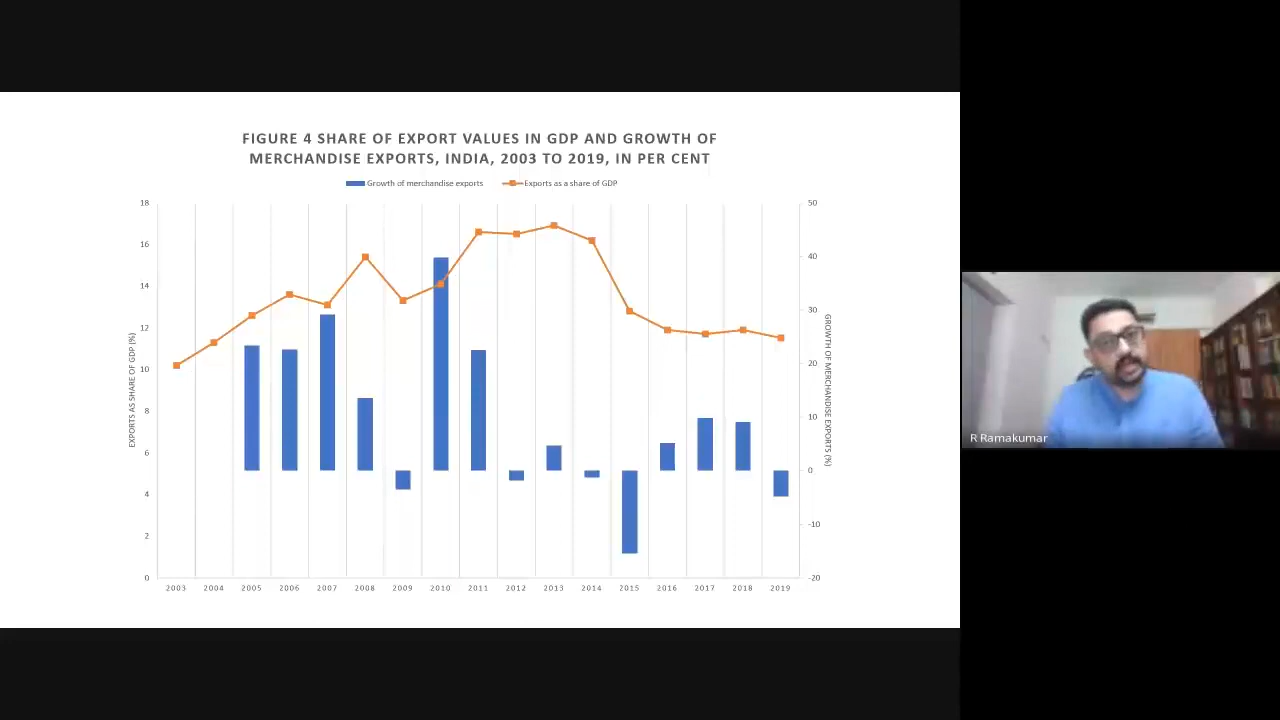 FIGURE 4 SHARE OF EXPORT VALUES IN GDP AND GROWTH OF
MERCHANDISE EXPORTS, INDIA, 2003 TO 2019, IN PER CENT
Growth of merchandise exports
Exports as a share of GDP
EXPORTS AS SHARE OF GDP (%)
18
16
14
12
10
8
6
4
2
0
50
40
30
20
10
0
-10
-20
GROWTH OF MERCHANDISE EXPORTS (%)
2003 2004 2005 2006 2007 2008 2009 2010 2011 2012 2013 2014 2015 2016 2017 2018 2019
R Ramakumar